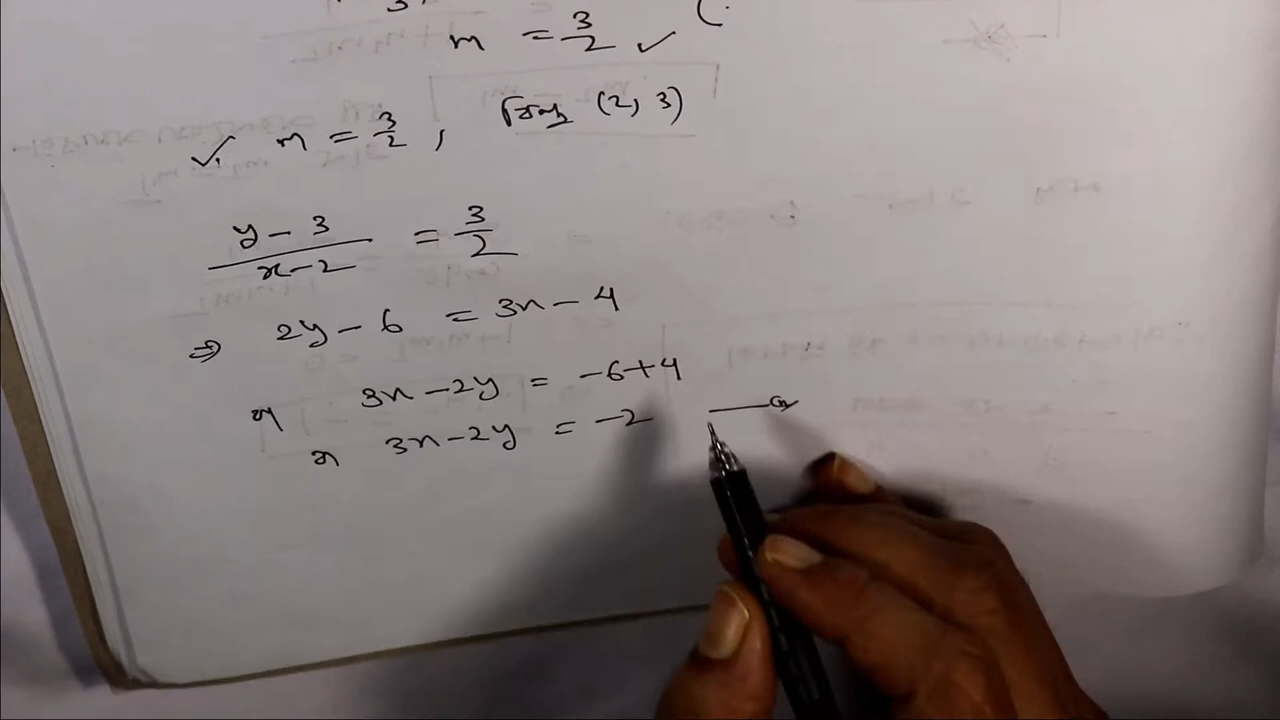 m = 3/2 ✓
✓ m = 3/2 , বিন্দু (2, 3)
y - 3 / x - 2 = 3/2
⇒ 2y - 6 = 3x - 4
বা 3x - 2y = -6+4
বা 3x - 2y = -2